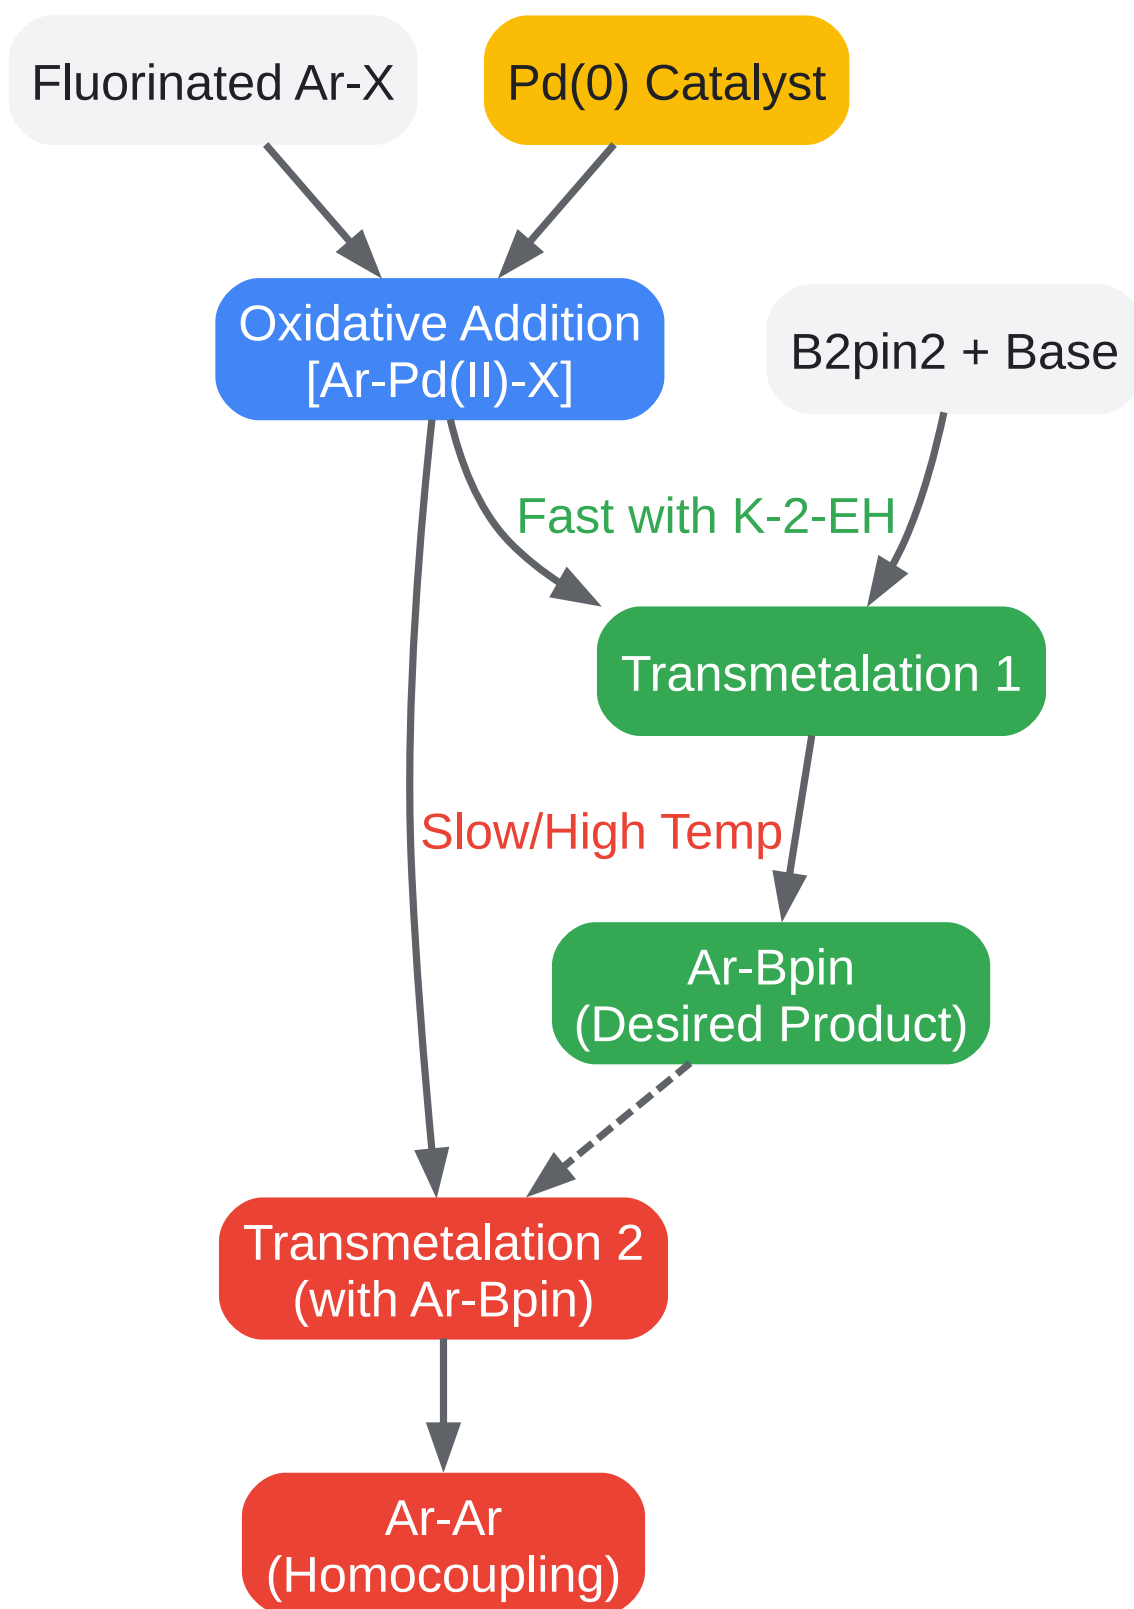 Fluorinated Ar-X
Pd(0) Catalyst
Oxidative Addition
[Ar-Pd(II)-X]
B2pin2 + Base
Fast with K-2-EH
Transmetalation 1
Slow/High Temp
Ar-Bpin
(Desired Product)
Transmetalation 2
(with Ar-Bpin)
Ar-Ar
(Homocoupling)